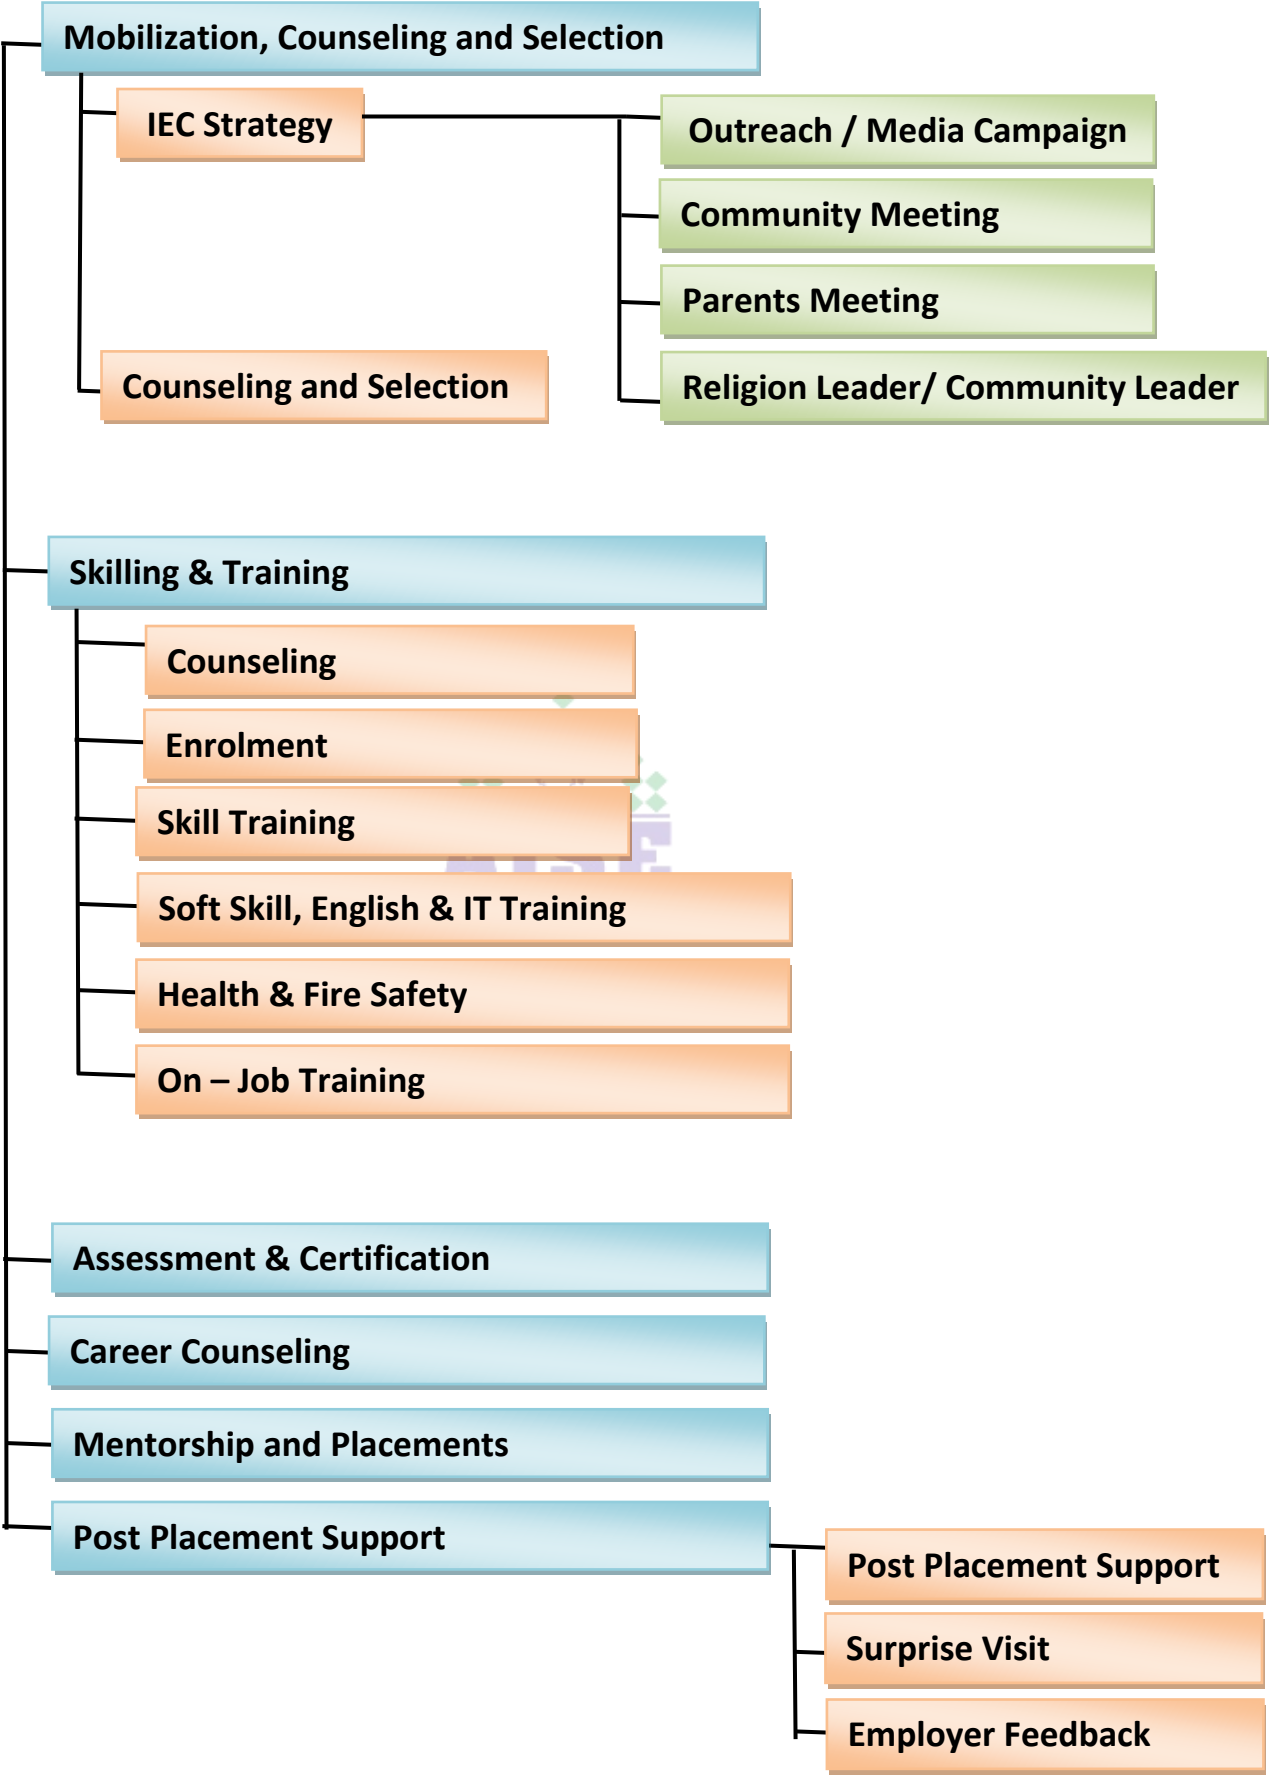 Mobilization, Counseling and Selection
IEC Strategy
Outreach / Media Campaign
Community Meeting
Parents Meeting
Counseling and Selection
Religion Leader/ Community Leader
Skilling & Training
Counseling
Enrolment
Skill Training
Soft Skill, English & IT Training
Health & Fire Safety
On – Job Training
Assessment & Certification
Career Counseling
Mentorship and Placements
Post Placement Support
Post Placement Support
Surprise Visit
Employer Feedback